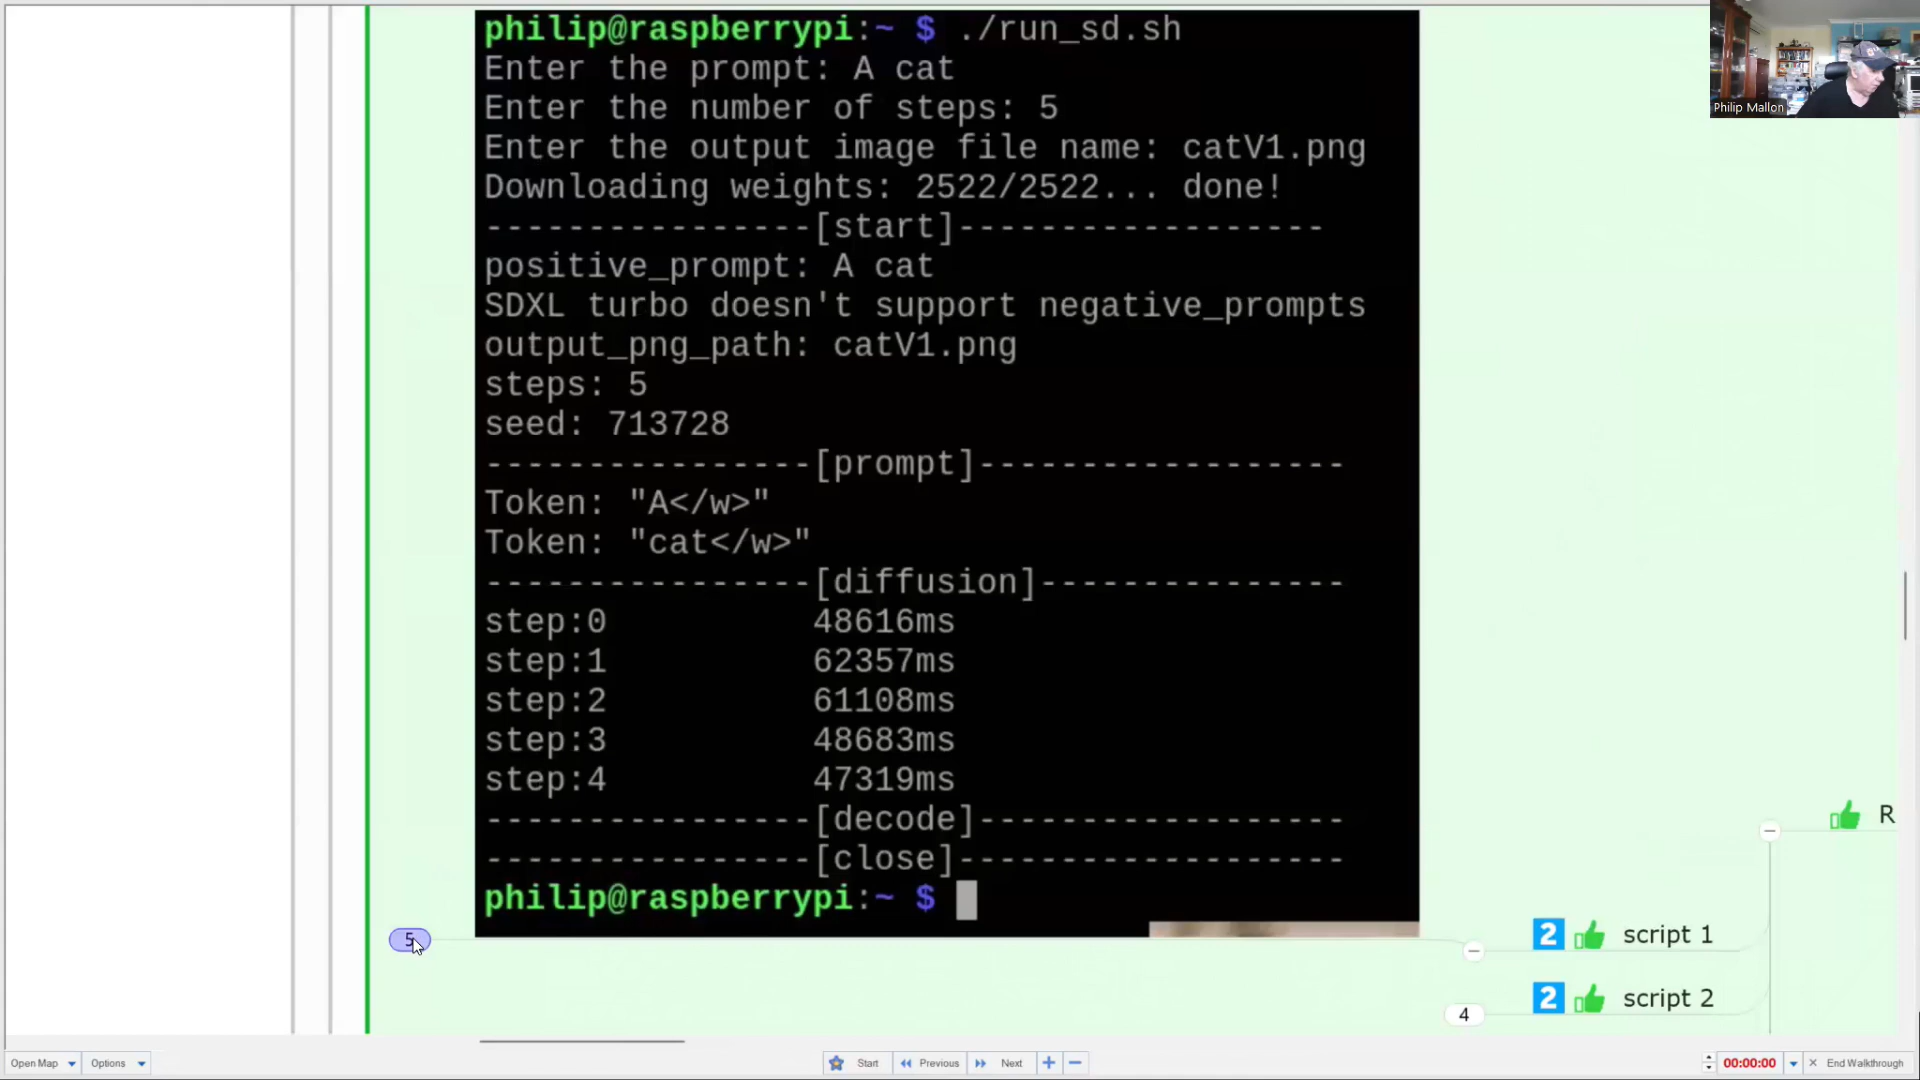 philip@raspberrypi:~ $ ./run_sd.sh
Enter the prompt: A cat
Enter the number of steps: 5
Enter the output image file name: catV1.png
Downloading weights: 2522/2522... done!
----------------[start]------------------
positive_prompt: A cat
SDXL turbo doesn't support negative_prompts
output_png_path: catV1.png
steps: 5
seed: 713728
----------------[prompt]------------------
Token: "A</w>"
Token: "cat</w>"
----------------[diffusion]---------------
step:0 48616ms
step:1 62357ms
step:2 61108ms
step:3 48683ms
step:4 47319ms
----------------[decode]------------------
----------------[close]-------------------
philip@raspberrypi:~ $
Philip Mallon
R
5
2 script 1
2 script 2
4
Open Map Options Start Previous Next 00:00:00 End Walkthrough